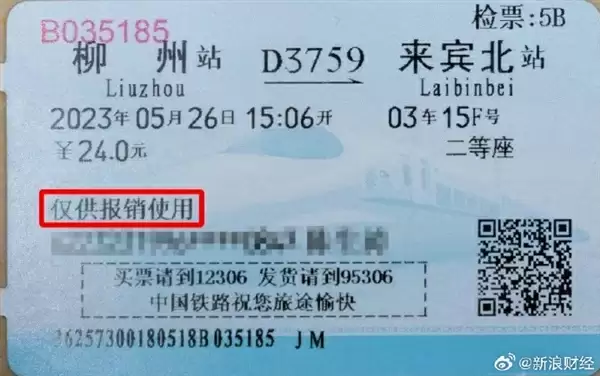 B035185
检票:5B
柳 州 站 D3759 来宾北 站
Liuzhou Laibinbei
2023年05月26日15:06开 03车15F号
￥24.0元 二等座
仅供报销使用
买票请到12306 发货请到95306
中国铁路祝您旅途愉快
36257300180518B035185 JM
@新浪财经